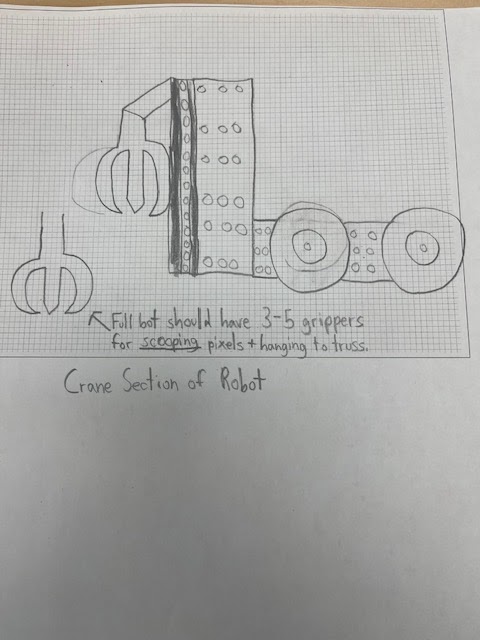 Full bot should have 3-5 grippers
for scooping pixels + hanging to truss.
Crane Section of Robot